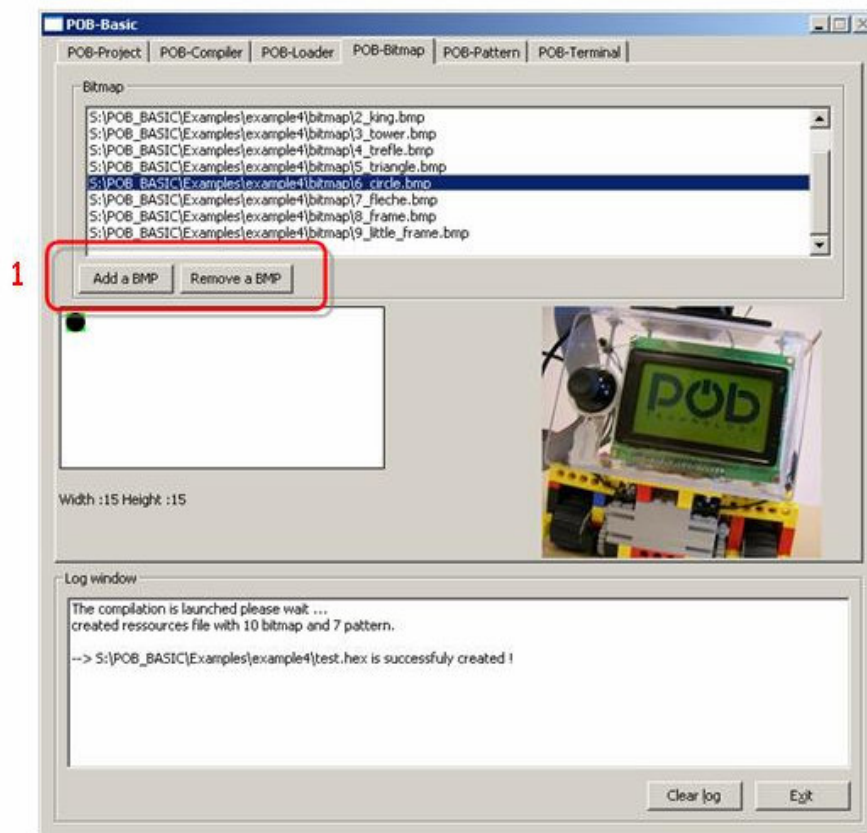 POB-Basic
POB-Project POB-Compiler POB-Loader POB-Bitmap POB-Pattern POB-Terminal
Bitmap
S:\POB_BASIC\Examples\example4\bitmap\2_king.bmp
S:\POB_BASIC\Examples\example4\bitmap\3_tower.bmp
S:\POB_BASIC\Examples\example4\bitmap\4_trefle.bmp
S:\POB_BASIC\Examples\example4\bitmap\5_triangle.bmp
S:\POB_BASIC\Examples\example4\bitmap\6_circle.bmp
S:\POB_BASIC\Examples\example4\bitmap\7_fleche.bmp
S:\POB_BASIC\Examples\example4\bitmap\8_frame.bmp
S:\POB_BASIC\Examples\example4\bitmap\9_little_frame.bmp
1
Add a BMP Remove a BMP
POB
TECHNOLOGY
Width :15 Height :15
Log window
The compilation is launched please wait ...
created ressources file with 10 bitmap and 7 pattern.
--> S:\POB_BASIC\Examples\example4\test.hex is successfuly created !
Clear log Exit